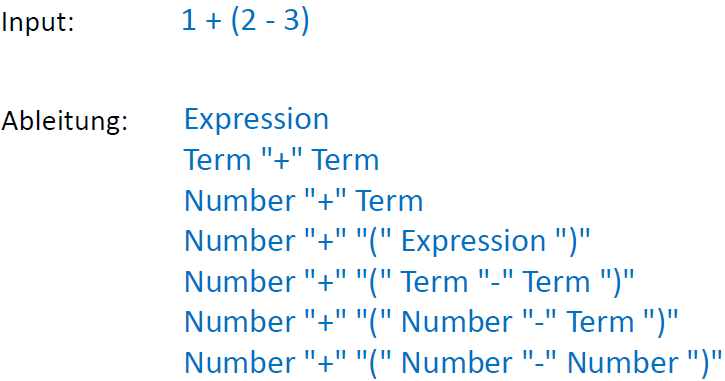 Input: 1 + (2 - 3)
Ableitung: Expression
Term "+" Term
Number "+" Term
Number "+" "(" Expression ")"
Number "+" "(" Term "-" Term ")"
Number "+" "(" Number "-" Term ")"
Number "+" "(" Number "-" Number ")"